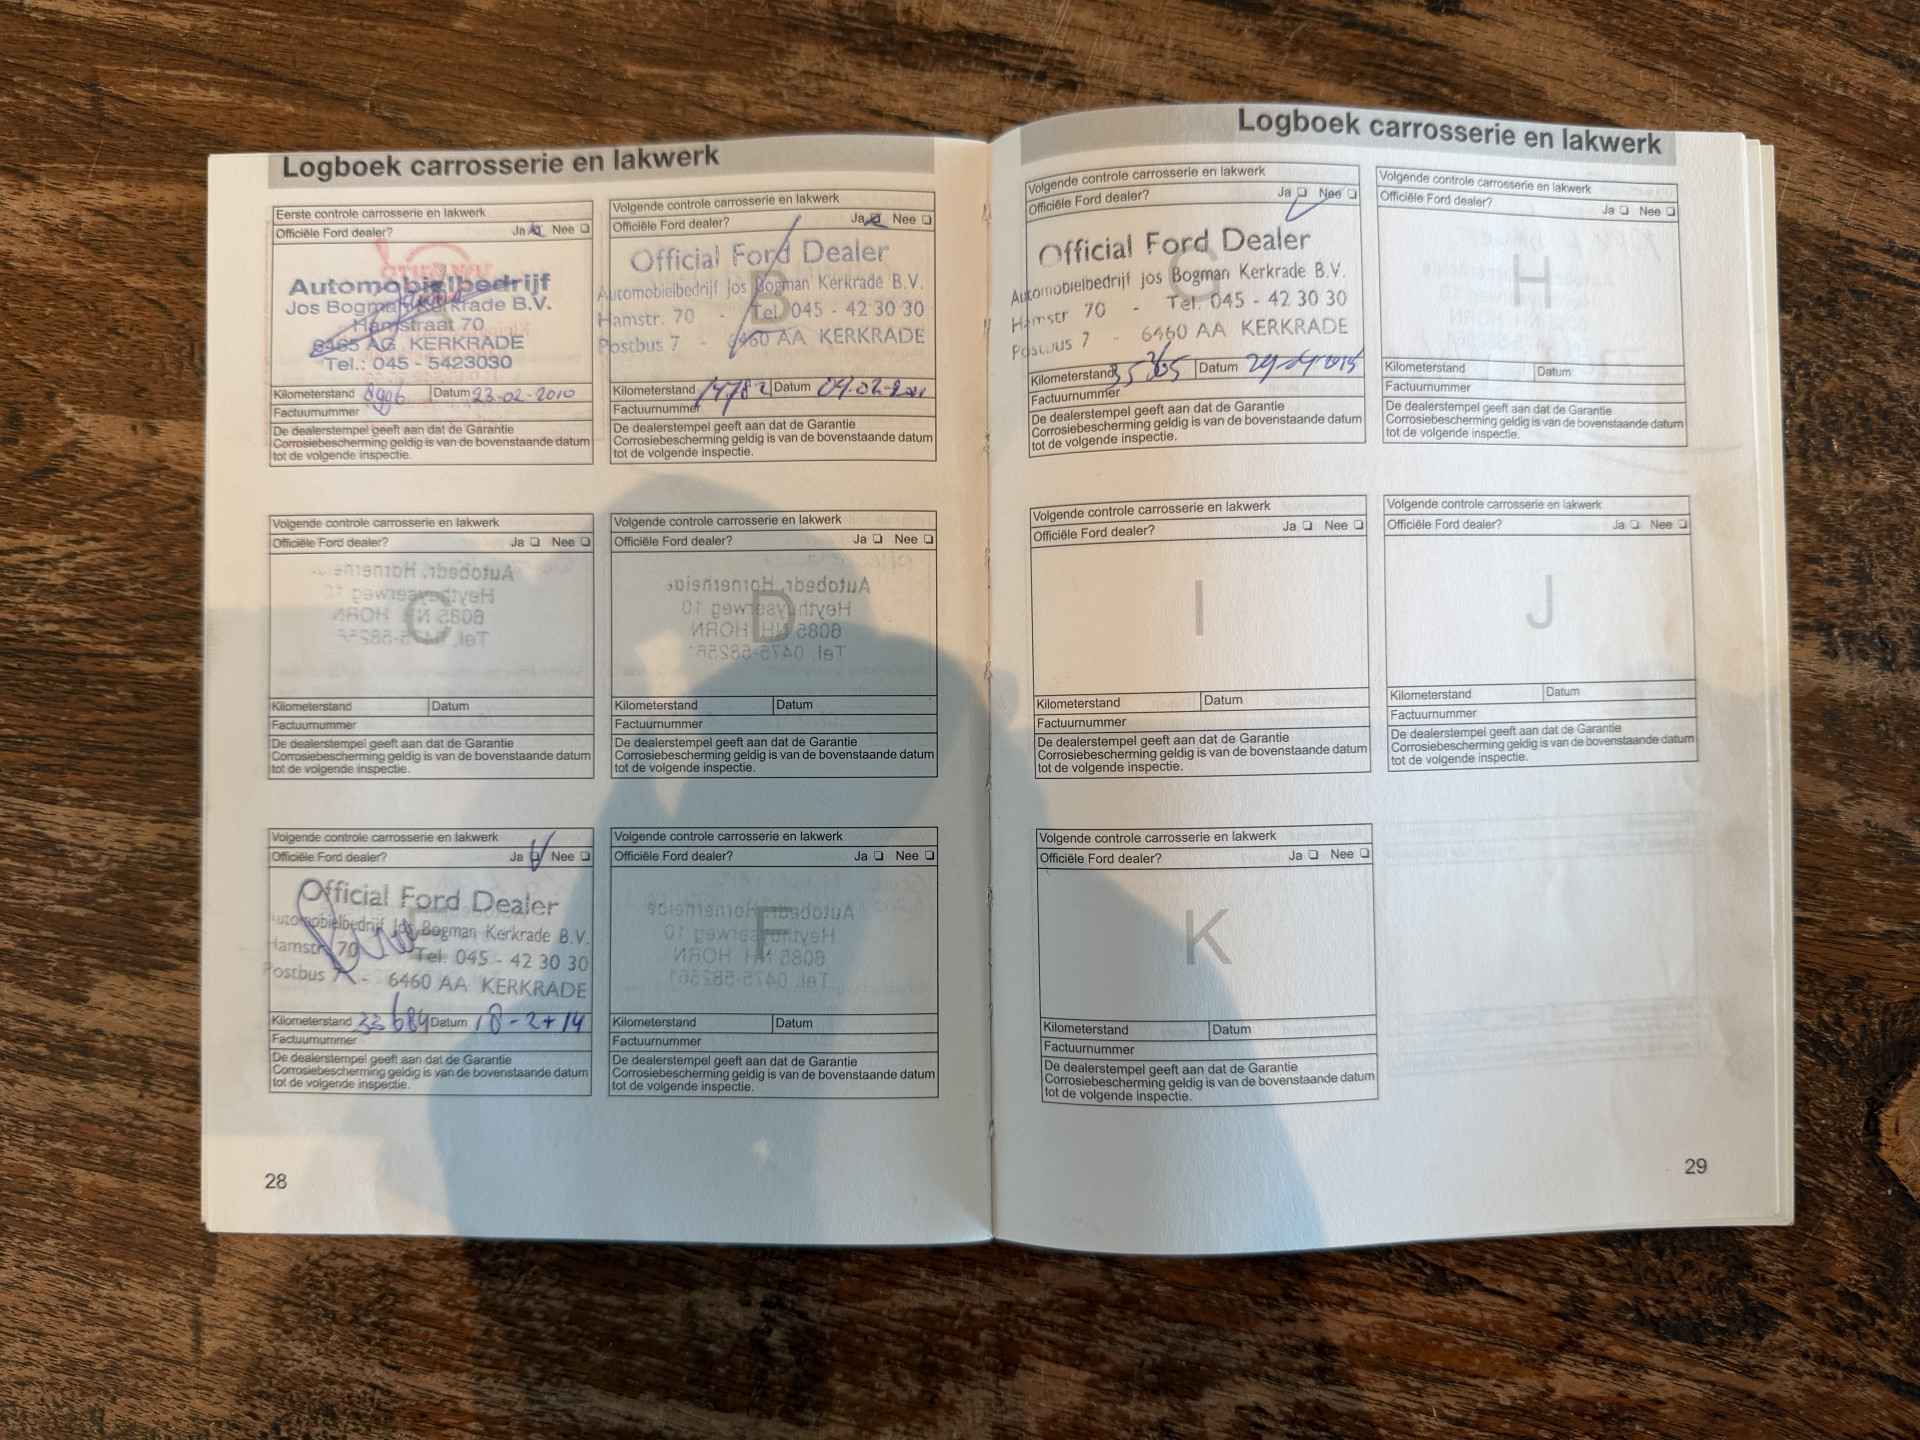 Logboek carrosserie en lakwerk
Eerste controle carrosserie en lakwerk
Officiële Ford dealer? Ja Nee
Automobielbedrijf
Jos Bogman Kerkrade B.V.
Hamstraat 70
6465 AG KERKRADE
Tel.: 045 - 5423030
Kilometerstand 8906 Datum 23-02-2010
Factuurnummer
De dealerstempel geeft aan dat de Garantie
Corrosiebescherming geldig is van de bovenstaande datum
tot de volgende inspectie.
Volgende controle carrosserie en lakwerk
Officiële Ford dealer? Ja Nee
B
Official Ford Dealer
Automobielbedrijf Jos Bogman Kerkrade B.V.
Hamstr. 70 - Tel. 045 - 42 30 30
Postbus 7 - 6460 AA KERKRADE
Kilometerstand 14782 Datum
Factuurnummer
De dealerstempel geeft aan dat de Garantie
Corrosiebescherming geldig is van de bovenstaande datum
tot de volgende inspectie.
Volgende controle carrosserie en lakwerk
Officiële Ford dealer? Ja Nee
C
Kilometerstand Datum
Factuurnummer
De dealerstempel geeft aan dat de Garantie
Corrosiebescherming geldig is van de bovenstaande datum
tot de volgende inspectie.
Volgende controle carrosserie en lakwerk
Officiële Ford dealer? Ja Nee
D
Kilometerstand Datum
Factuurnummer
De dealerstempel geeft aan dat de Garantie
Corrosiebescherming geldig is van de bovenstaande datum
tot de volgende inspectie.
Volgende controle carrosserie en lakwerk
Officiële Ford dealer? Ja Nee
Official Ford Dealer
Automobielbedrijf Jos Bogman Kerkrade B.V.
Hamstr. 70 Tel. 045 - 42 30 30
Postbus 7 - 6460 AA KERKRADE
Kilometerstand 33684 Datum 18-2-14
Factuurnummer
De dealerstempel geeft aan dat de Garantie
Corrosiebescherming geldig is van de bovenstaande datum
tot de volgende inspectie.
Volgende controle carrosserie en lakwerk
Officiële Ford dealer? Ja Nee
F
Kilometerstand Datum
Factuurnummer
De dealerstempel geeft aan dat de Garantie
Corrosiebescherming geldig is van de bovenstaande datum
tot de volgende inspectie.
28
Logboek carrosserie en lakwerk
Volgende controle carrosserie en lakwerk
Officiële Ford dealer? Ja Nee
G
Official Ford Dealer
Automobielbedrijf Jos Bogman Kerkrade B.V.
Hamstr 70 - Tel. 045 - 42 30 30
Postbus 7 - 6460 AA KERKRADE
Kilometerstand Datum
Factuurnummer
De dealerstempel geeft aan dat de Garantie
Corrosiebescherming geldig is van de bovenstaande datum
tot de volgende inspectie.
Volgende controle carrosserie en lakwerk
Officiële Ford dealer? Ja Nee
H
Kilometerstand Datum
Factuurnummer
De dealerstempel geeft aan dat de Garantie
Corrosiebescherming geldig is van de bovenstaande datum
tot de volgende inspectie.
Volgende controle carrosserie en lakwerk
Officiële Ford dealer? Ja Nee
I
Kilometerstand Datum
Factuurnummer
De dealerstempel geeft aan dat de Garantie
Corrosiebescherming geldig is van de bovenstaande datum
tot de volgende inspectie.
Volgende controle carrosserie en lakwerk
Officiële Ford dealer? Ja Nee
J
Kilometerstand Datum
Factuurnummer
De dealerstempel geeft aan dat de Garantie
Corrosiebescherming geldig is van de bovenstaande datum
tot de volgende inspectie.
Volgende controle carrosserie en lakwerk
Officiële Ford dealer? Ja Nee
K
Kilometerstand Datum
Factuurnummer
De dealerstempel geeft aan dat de Garantie
Corrosiebescherming geldig is van de bovenstaande datum
tot de volgende inspectie.
29